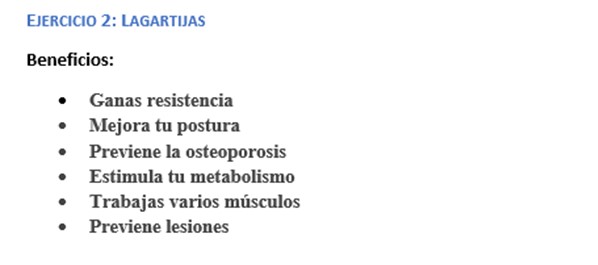 EJERCICIO 2: LAGARTIJAS
Beneficios:
• Ganas resistencia
• Mejora tu postura
• Previene la osteoporosis
• Estimula tu metabolismo
• Trabajas varios músculos
• Previene lesiones